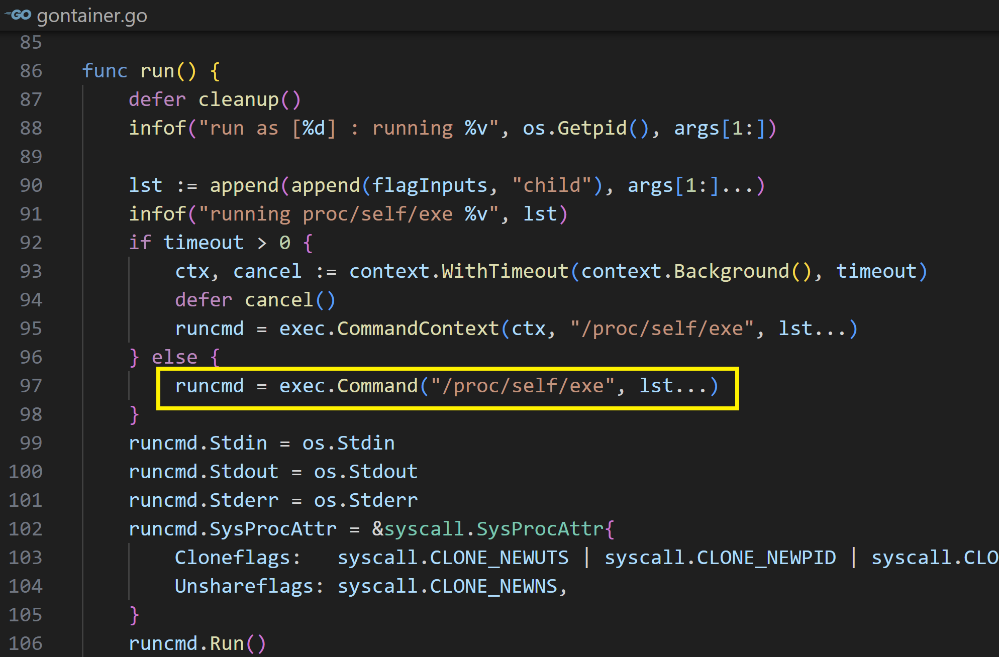 GO gontainer.go
85
86 func run() {
87 defer cleanup()
88 infof("run as [%d] : running %v", os.Getpid(), args[1:])
89
90 lst := append(append(flagInputs, "child"), args[1:]...)
91 infof("running proc/self/exe %v", lst)
92 if timeout > 0 {
93 ctx, cancel := context.WithTimeout(context.Background(), timeout)
94 defer cancel()
95 runcmd = exec.CommandContext(ctx, "/proc/self/exe", lst...)
96 } else {
97 runcmd = exec.Command("/proc/self/exe", lst...)
98 }
99 runcmd.Stdin = os.Stdin
100 runcmd.Stdout = os.Stdout
101 runcmd.Stderr = os.Stderr
102 runcmd.SysProcAttr = &syscall.SysProcAttr{
103 Cloneflags: syscall.CLONE_NEWUTS | syscall.CLONE_NEWPID | syscall.CLO
104 Unshareflags: syscall.CLONE_NEWNS,
105 }
106 runcmd.Run()